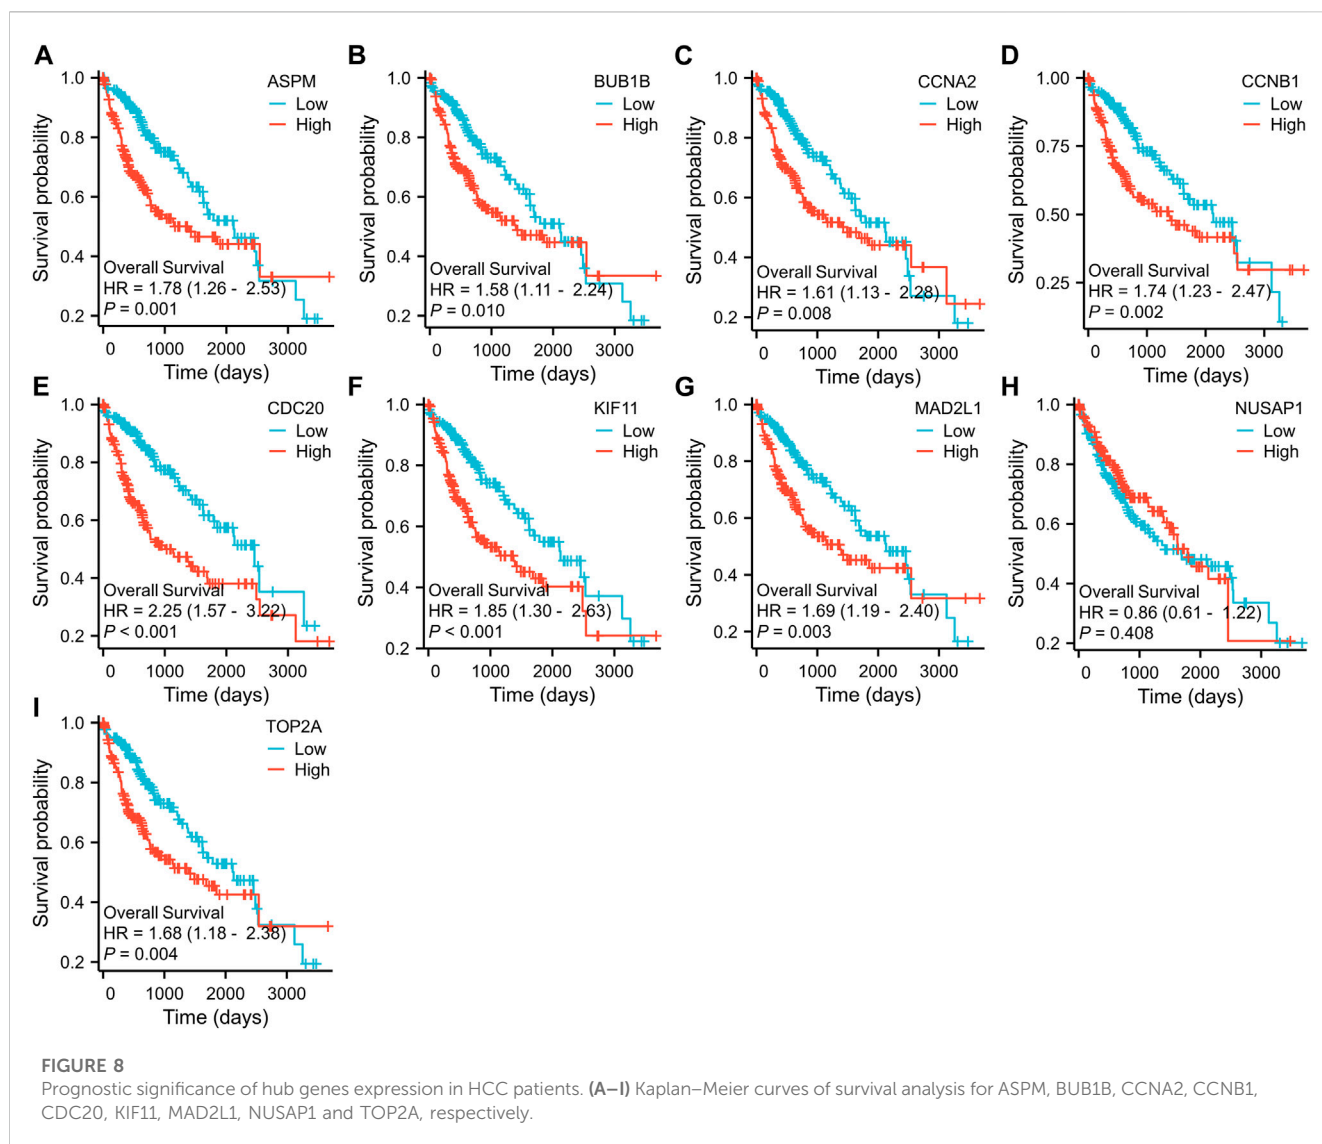 A
ASPM
Low
High
Survival probability
1.0
0.8
0.6
0.4
0.2
Overall Survival
HR = 1.78 (1.26 - 2.53)
P = 0.001
0 1000 2000 3000
Time (days)
B
BUB1B
Low
High
Survival probability
1.0
0.8
0.6
0.4
0.2
Overall Survival
HR = 1.58 (1.11 - 2.24)
P = 0.010
0 1000 2000 3000
Time (days)
C
CCNA2
Low
High
Survival probability
1.0
0.8
0.6
0.4
0.2
Overall Survival
HR = 1.61 (1.13 - 2.28)
P = 0.008
0 1000 2000 3000
Time (days)
D
CCNB1
Low
High
Survival probability
1.00
0.75
0.50
0.25
Overall Survival
HR = 1.74 (1.23 - 2.47)
P = 0.002
0 1000 2000 3000
Time (days)
E
CDC20
Low
High
Survival probability
1.0
0.8
0.6
0.4
0.2
Overall Survival
HR = 2.25 (1.57 - 3.22)
P < 0.001
0 1000 2000 3000
Time (days)
F
KIF11
Low
High
Survival probability
1.0
0.8
0.6
0.4
0.2
Overall Survival
HR = 1.85 (1.30 - 2.63)
P < 0.001
0 1000 2000 3000
Time (days)
G
MAD2L1
Low
High
Survival probability
1.0
0.8
0.6
0.4
0.2
Overall Survival
HR = 1.69 (1.19 - 2.40)
P = 0.003
0 1000 2000 3000
Time (days)
H
NUSAP1
Low
High
Survival probability
1.0
0.8
0.6
0.4
0.2
Overall Survival
HR = 0.86 (0.61 - 1.22)
P = 0.408
0 1000 2000 3000
Time (days)
I
TOP2A
Low
High
Survival probability
1.0
0.8
0.6
0.4
0.2
Overall Survival
HR = 1.68 (1.18 - 2.38)
P = 0.004
0 1000 2000 3000
Time (days)
FIGURE 8
Prognostic significance of hub genes expression in HCC patients. (A–I) Kaplan–Meier curves of survival analysis for ASPM, BUB1B, CCNA2, CCNB1,
CDC20, KIF11, MAD2L1, NUSAP1 and TOP2A, respectively.